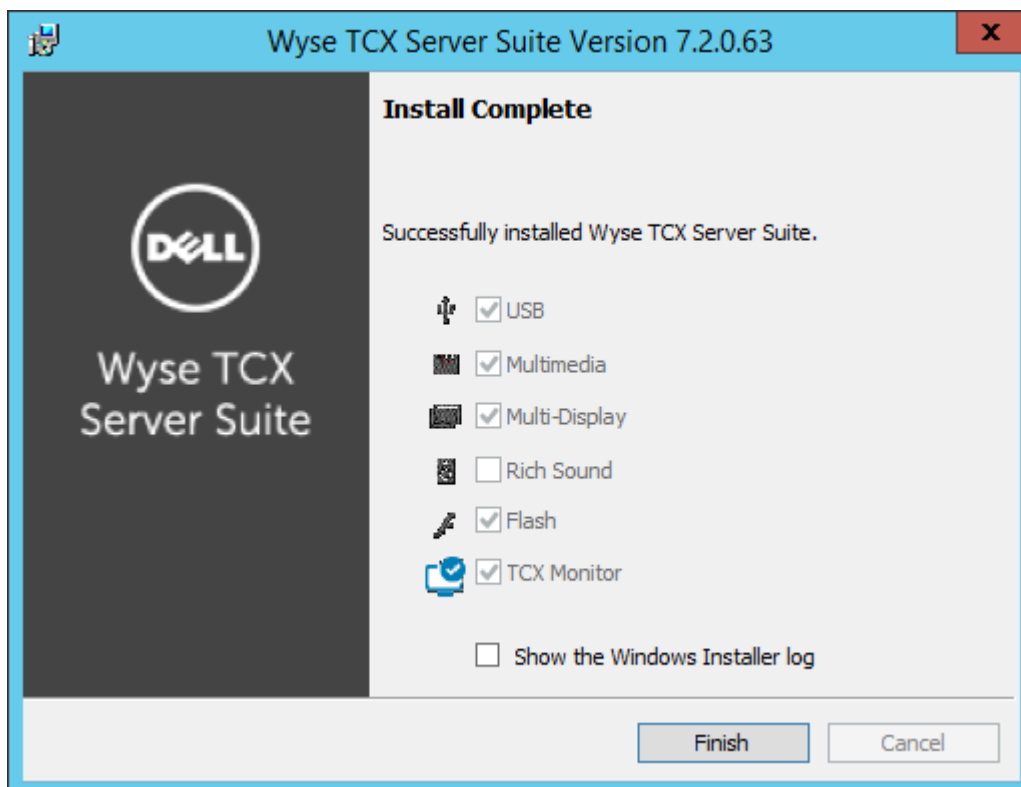 Wyse TCX Server Suite Version 7.2.0.63
x
Install Complete
Successfully installed Wyse TCX Server Suite.
DELL
Wyse TCX
Server Suite
USB
Multimedia
Multi-Display
Rich Sound
Flash
TCX Monitor
Show the Windows Installer log
Finish
Cancel